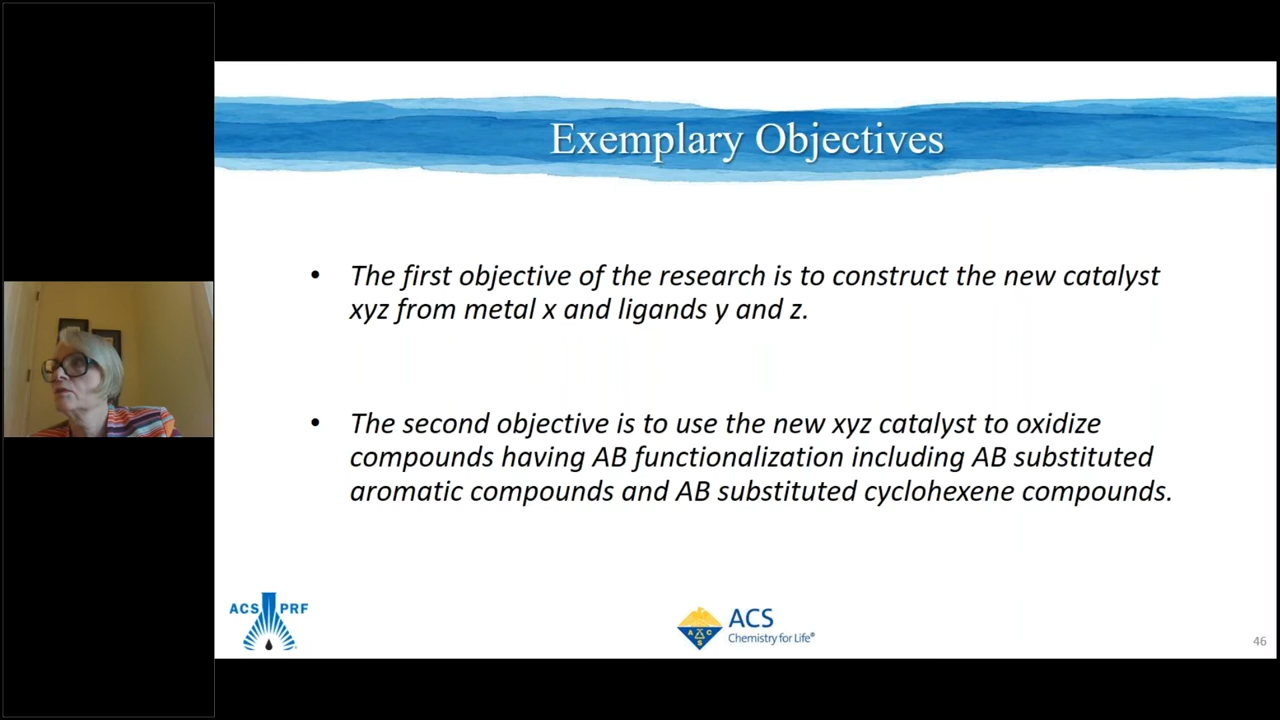 Exemplary Objectives
• The first objective of the research is to construct the new catalyst
xyz from metal x and ligands y and z.
• The second objective is to use the new xyz catalyst to oxidize
compounds having AB functionalization including AB substituted
aromatic compounds and AB substituted cyclohexene compounds.
ACS PRF
A C S
ACS
Chemistry for Life®
46